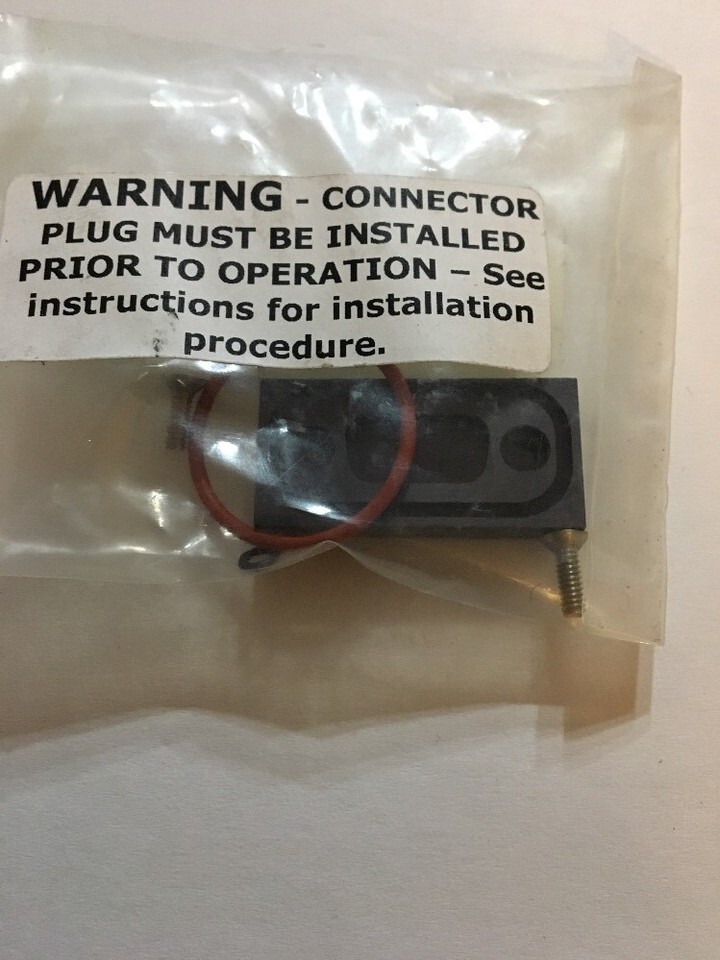 WARNING - CONNECTOR
PLUG MUST BE INSTALLED
PRIOR TO OPERATION – See
instructions for installation
procedure.